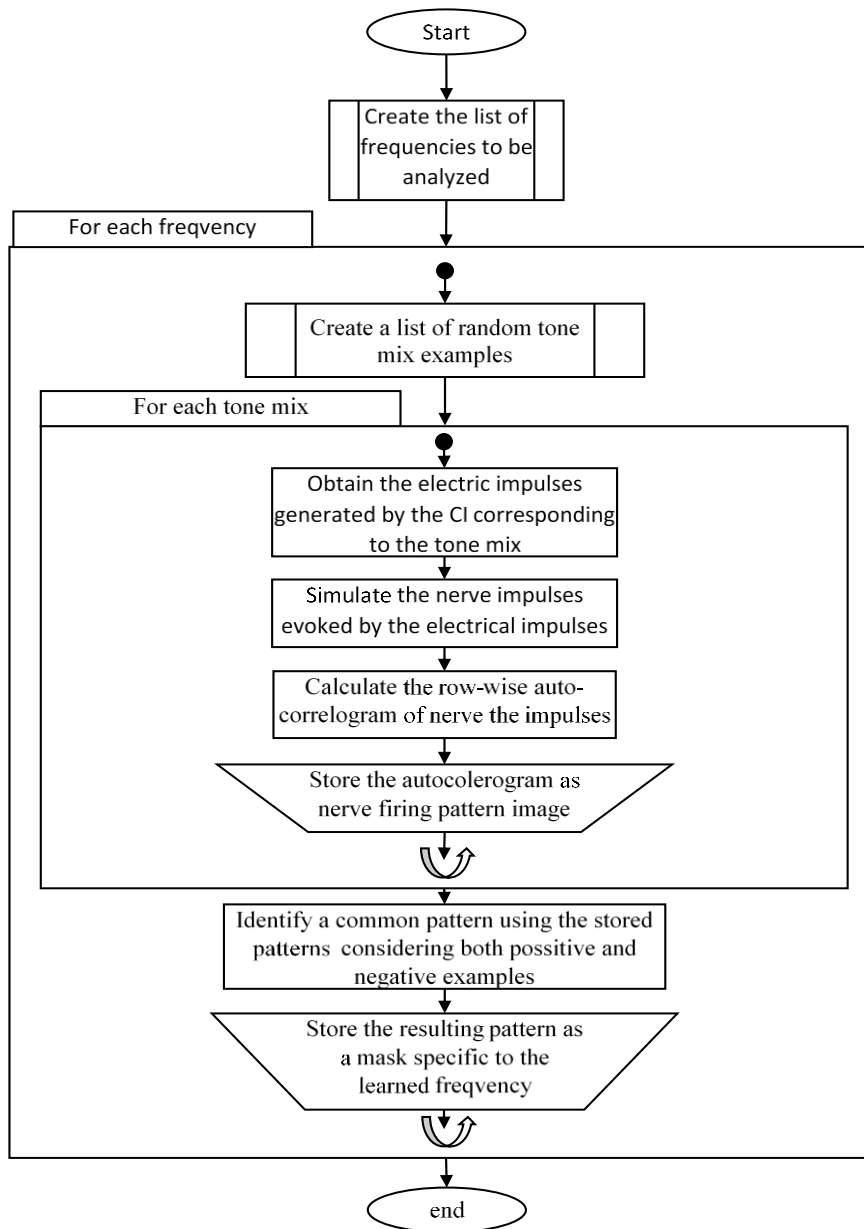 Start
Create the list of
frequencies to be
analyzed
For each freqvency
Create a list of random tone
mix examples
For each tone mix
Obtain the electric impulses
generated by the CI corresponding
to the tone mix
Simulate the nerve impulses
evoked by the electrical impulses
Calculate the row-wise auto-
correlogram of nerve the impulses
Store the autocolerogram as
nerve firing pattern image
Identify a common pattern using the stored
patterns considering both possitive and
negative examples
Store the resulting pattern as
a mask specific to the
learned freqvency
end